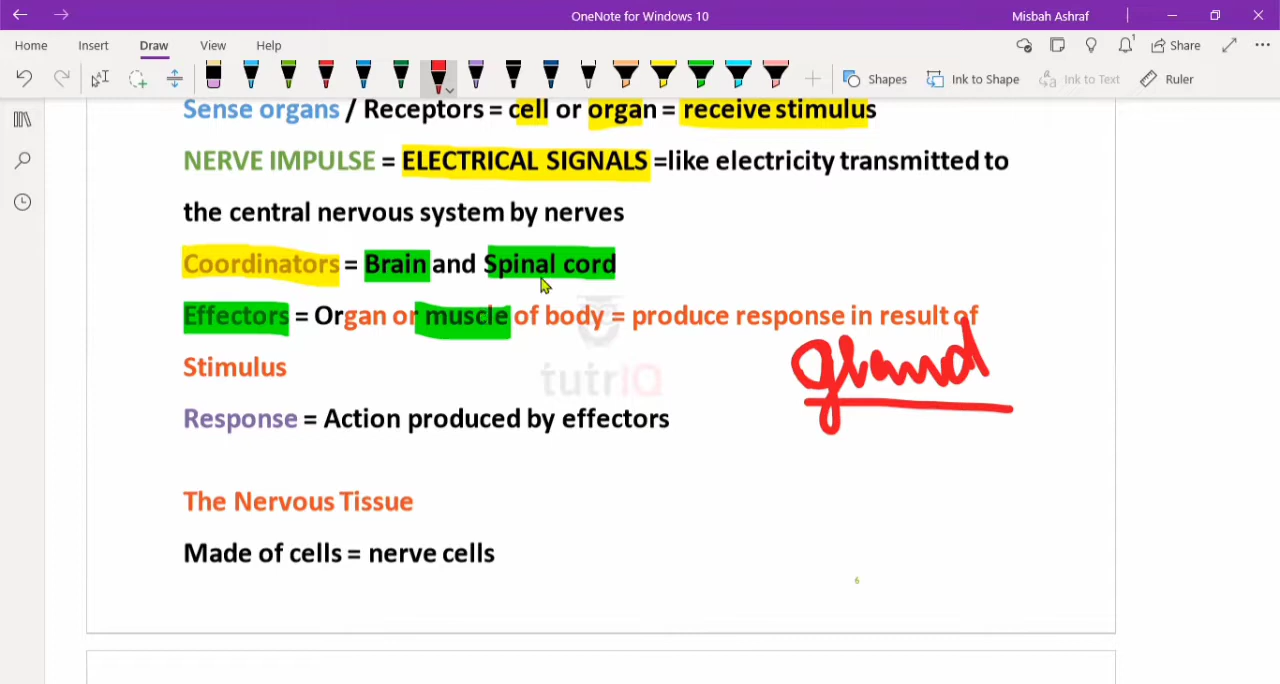 OneNote for Windows 10
Misbah Ashraf
Home Insert Draw View Help
1 Share
Shapes Ink to Shape Ink to Text Ruler
Sense organs / Receptors = cell or organ = receive stimulus
NERVE IMPULSE = ELECTRICAL SIGNALS =like electricity transmitted to
the central nervous system by nerves
Coordinators = Brain and Spinal cord
Effectors = Organ or muscle of body = produce response in result of
gland
Stimulus
tutrIQ
Response = Action produced by effectors
The Nervous Tissue
Made of cells = nerve cells
6